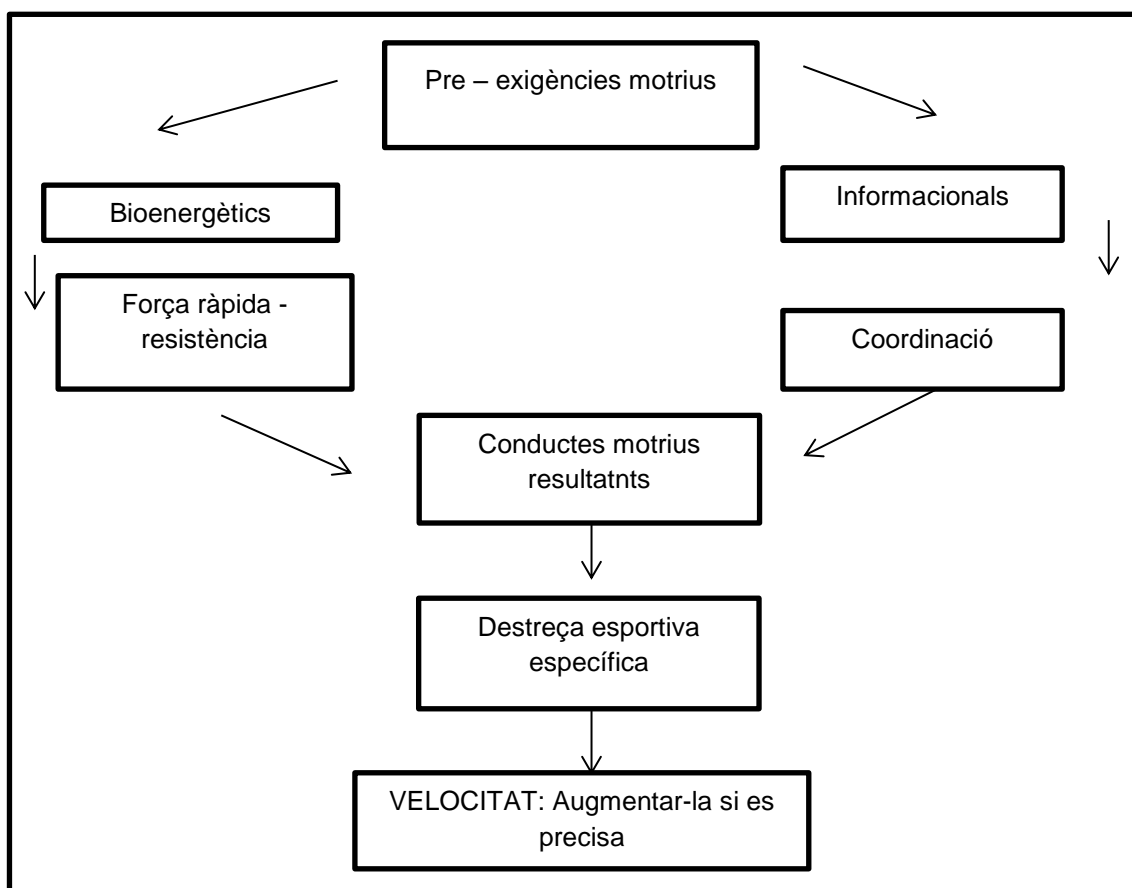 Pre – exigències motrius
Bioenergètics
Informacionals
Força ràpida -
resistència
Coordinació
Conductes motrius
resultatnts
Destreça esportiva
específica
VELOCITAT: Augmentar-la si es
precisa